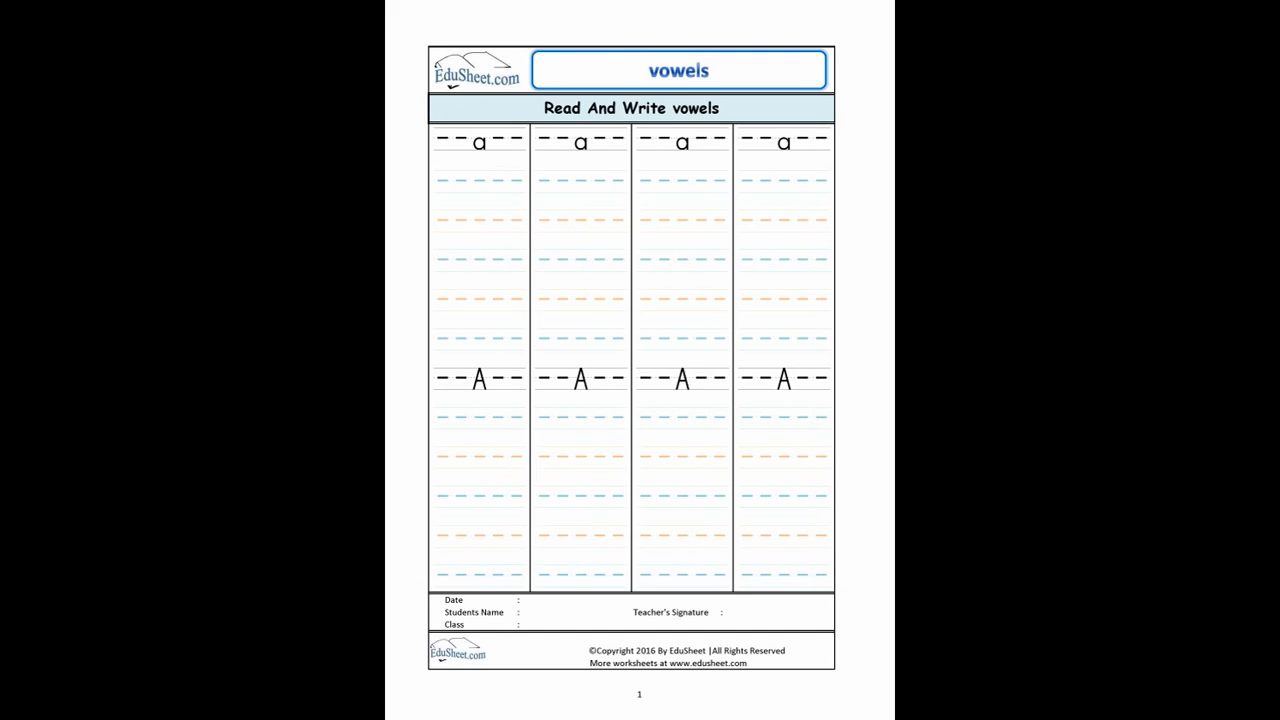 EduSheet.com
vowels
Read And Write vowels
a a a a
A A A A
Date :
Students Name : Teacher's Signature :
Class :
EduSheet.com
©Copyright 2016 By EduSheet |All Rights Reserved
More worksheets at www.edusheet.com
1